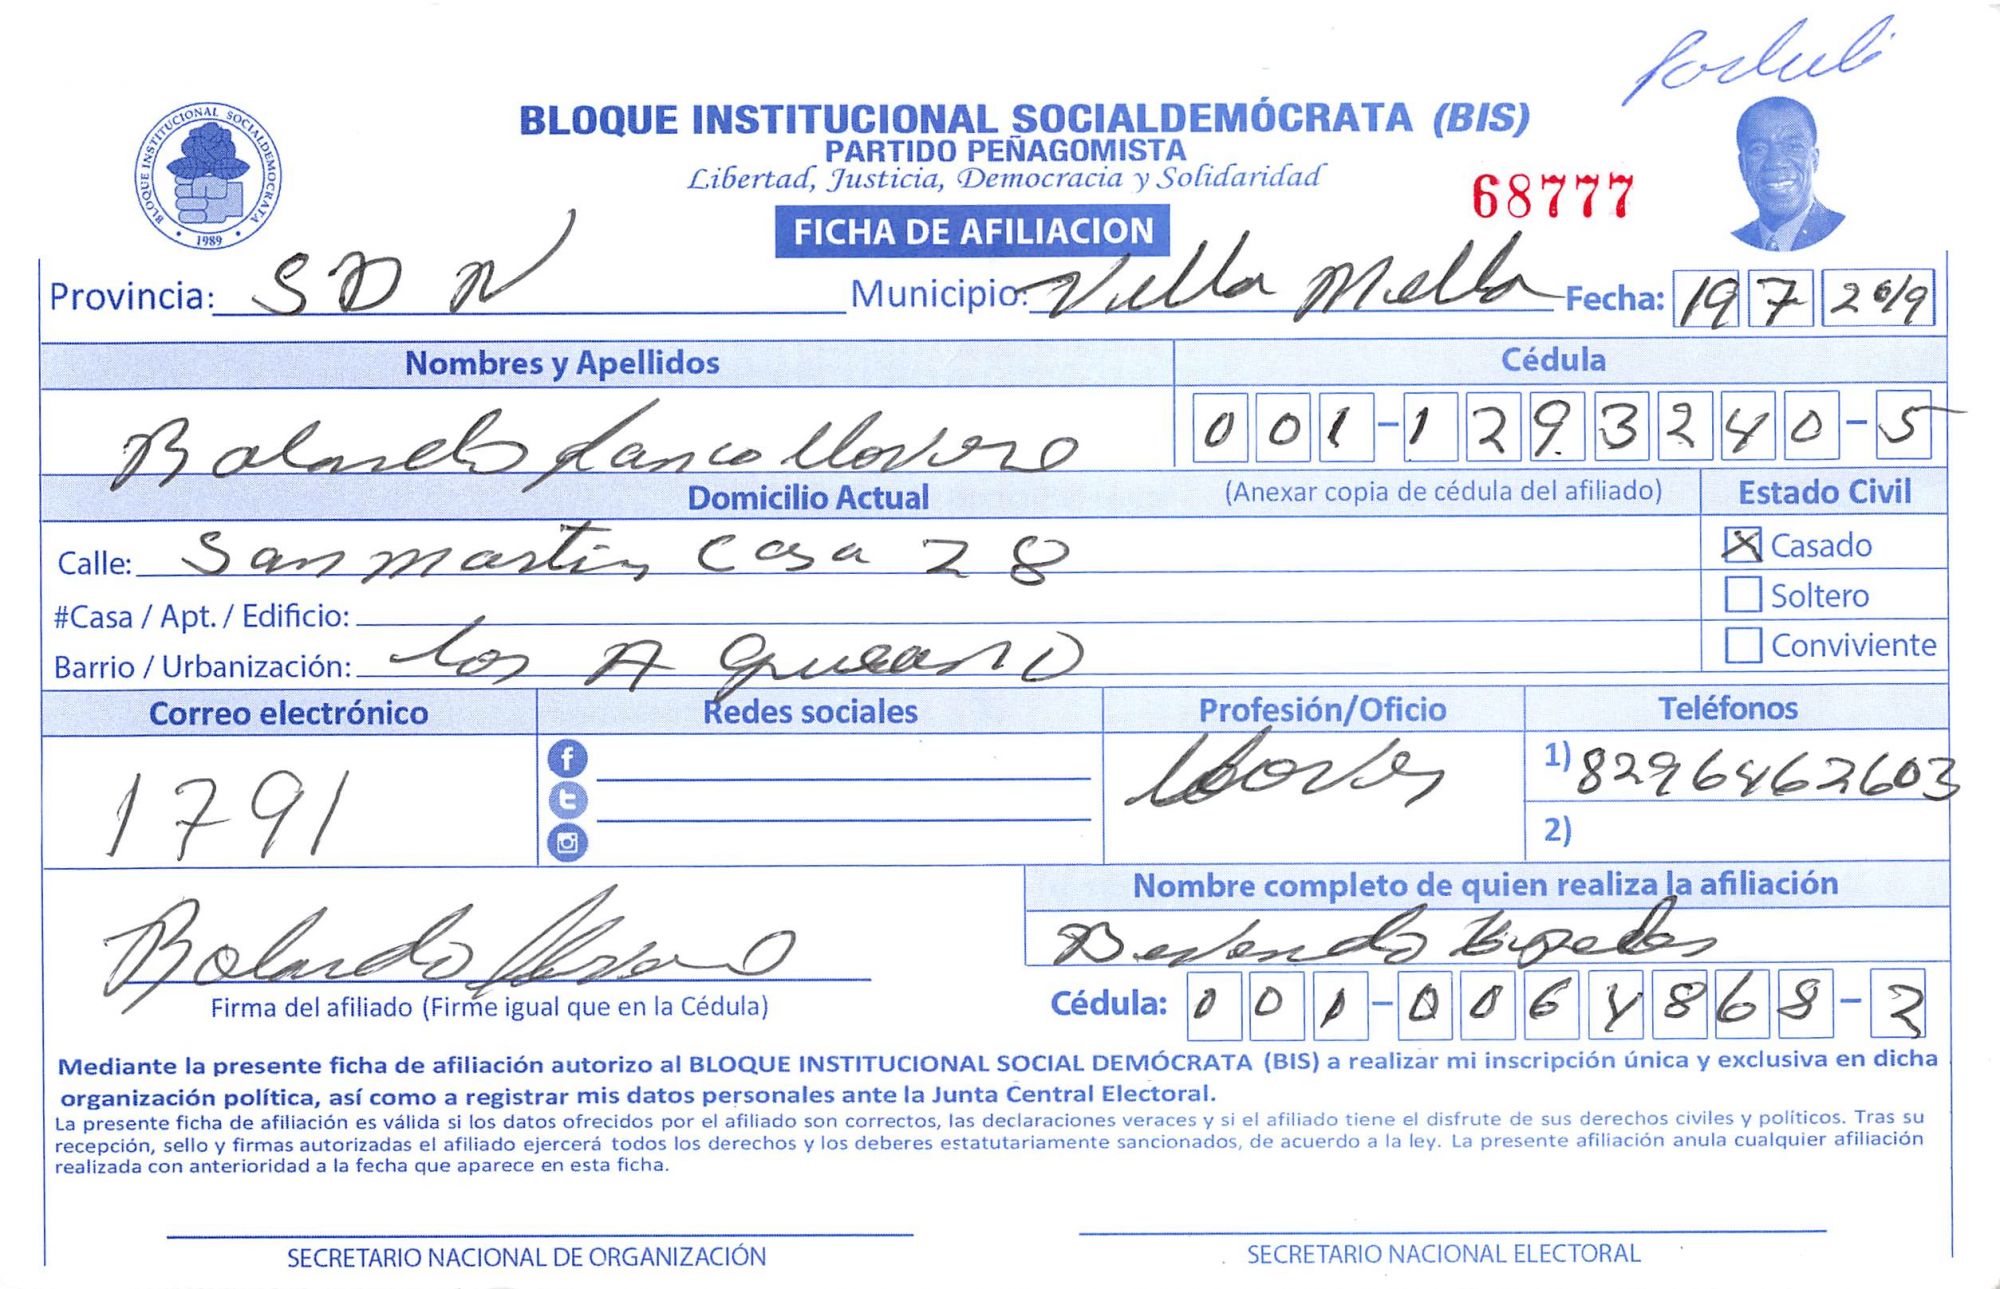 BLOQUE INSTITUCIONAL SOCIALDEMÓCRATA (BIS)
BLOQUE INSTITUCIONAL SOCIALDEMOCRATA
1989
PARTIDO PEÑAGOMISTA
Libertad, Justicia, Democracia y Solidaridad
68777
FICHA DE AFILIACION
Provincia: SDN Municipio: Villa Mella Fecha: 19 7 2019
Nombres y Apellidos Cédula
Rolando 001-1293240-5
Domicilio Actual (Anexar copia de cédula del afiliado) Estado Civil
Calle: San martin casa 28 X Casado
#Casa / Apt. / Edificio: Soltero
Barrio / Urbanización: Los A Conviviente
Correo electrónico Redes sociales Profesión/Oficio Teléfonos
1791 1) 8296462603
2)
Nombre completo de quien realiza la afiliación
Rolando
Firma del afiliado (Firme igual que en la Cédula) Cédula: 001-0064868-2
Mediante la presente ficha de afiliación autorizo al BLOQUE INSTITUCIONAL SOCIAL DEMÓCRATA (BIS) a realizar mi inscripción única y exclusiva en dicha
organización política, así como a registrar mis datos personales ante la Junta Central Electoral.
La presente ficha de afiliación es válida si los datos ofrecidos por el afiliado son correctos, las declaraciones veraces y si el afiliado tiene el disfrute de sus derechos civiles y políticos. Tras su
recepción, sello y firmas autorizadas el afiliado ejercerá todos los derechos y los deberes estatutariamente sancionados, de acuerdo a la ley. La presente afiliación anula cualquier afiliación
realizada con anterioridad a la fecha que aparece en esta ficha.
SECRETARIO NACIONAL DE ORGANIZACIÓN SECRETARIO NACIONAL ELECTORAL